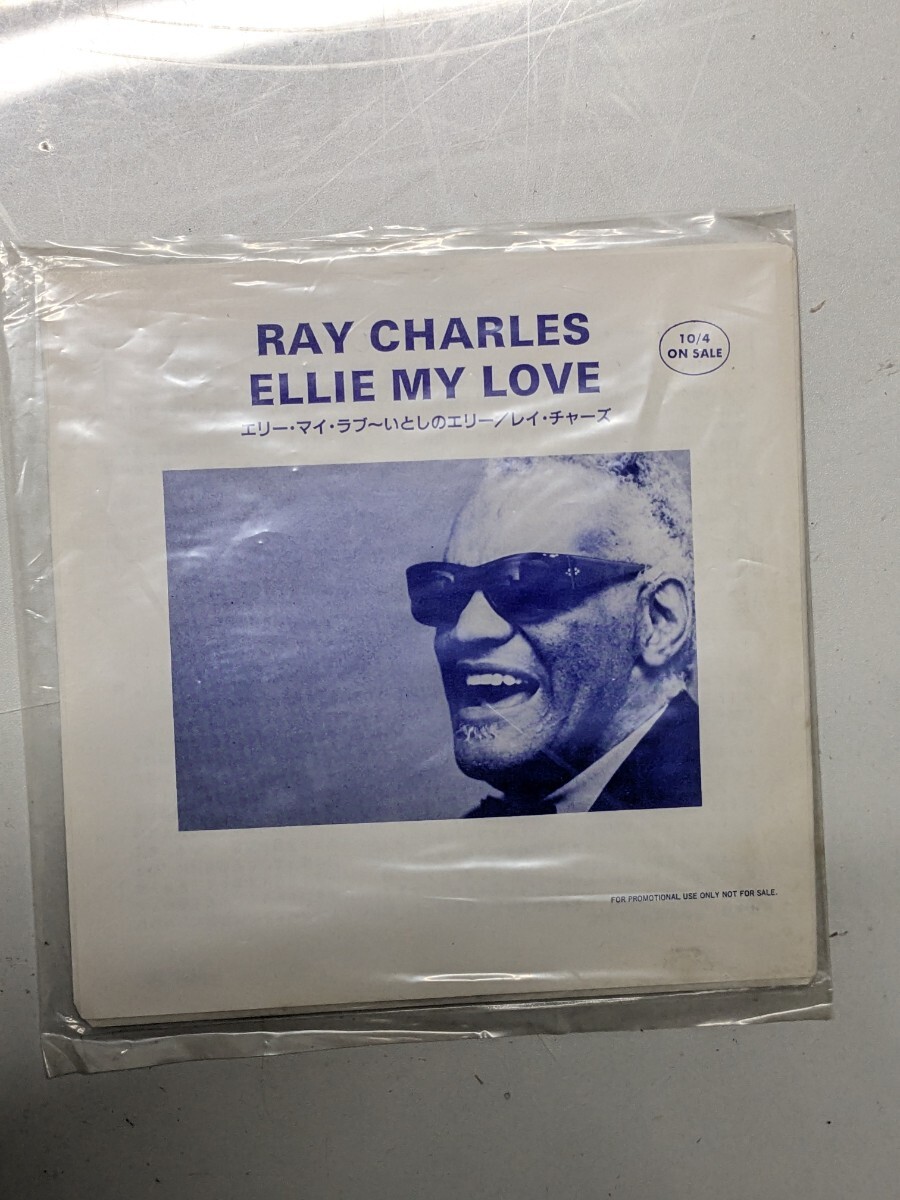 RAY CHARLES
ELLIE MY LOVE
エリー・マイ・ラブ〜いとしのエリー/レイ・チャーズ
10/4
ON SALE
FOR PROMOTIONAL USE ONLY NOT FOR SALE.